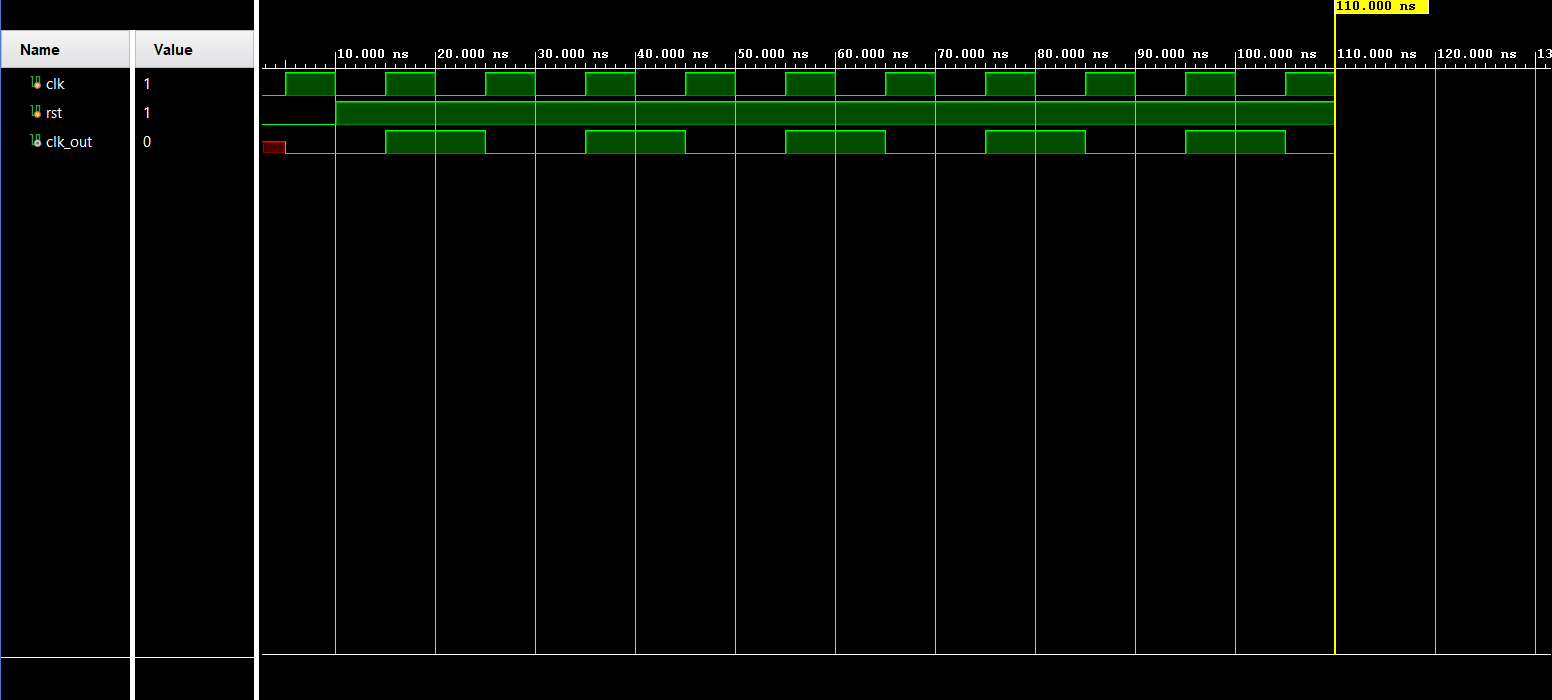 110.000 ns
Name Value
10.000 ns 20.000 ns 30.000 ns 40.000 ns 50.000 ns 60.000 ns 70.000 ns 80.000 ns 90.000 ns 100.000 ns 110.000 ns 120.000 ns 13
clk 1
rst 1
clk_out 0